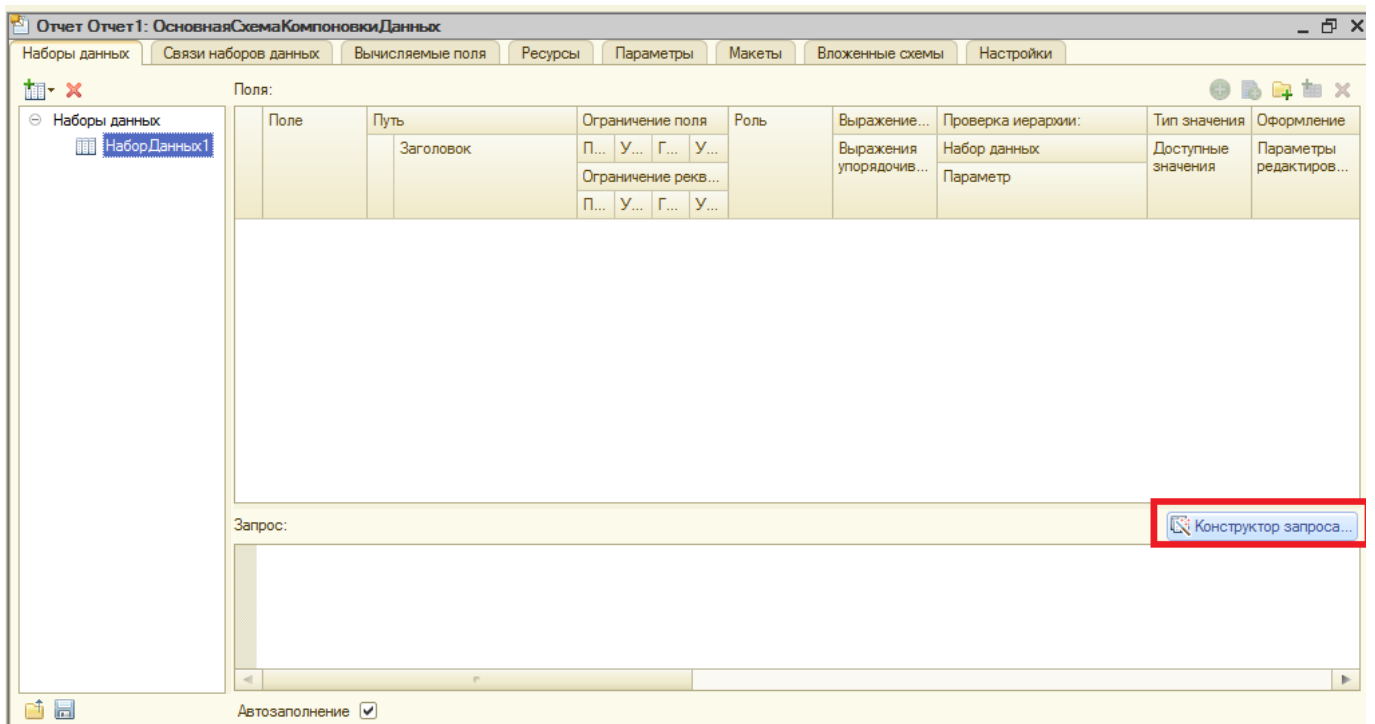 Отчет Отчет1: ОсновнаяСхемаКомпоновкиДанных
Наборы данных Связи наборов данных Вычисляемые поля Ресурсы Параметры Макеты Вложенные схемы Настройки
Поля:
Наборы данных
НаборДанных1
Поле Путь Ограничение поля Роль Выражение... Проверка иерархии: Тип значения Оформление
Заголовок П... У... Г... У... Выражения упорядочив... Набор данных Доступные значения Параметры редактиров...
Ограничение рекв... Параметр
П... У... Г... У...
Запрос:
Конструктор запроса...
Автозаполнение